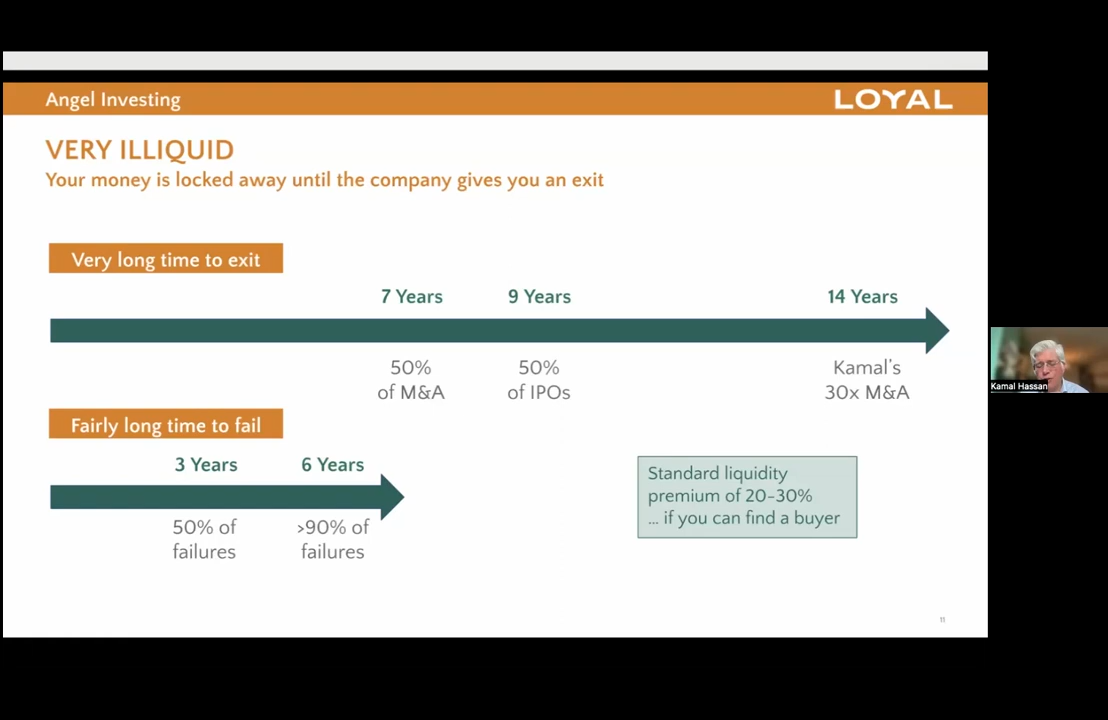 Angel Investing
LOYAL
VERY ILLIQUID
Your money is locked away until the company gives you an exit
Very long time to exit
7 Years
9 Years
14 Years
50%
of M&A
50%
of IPOs
Kamal's
30x M&A
Fairly long time to fail
3 Years
6 Years
50% of
failures
>90% of
failures
Standard liquidity
premium of 20-30%
... if you can find a buyer
Kamal Hassan
11